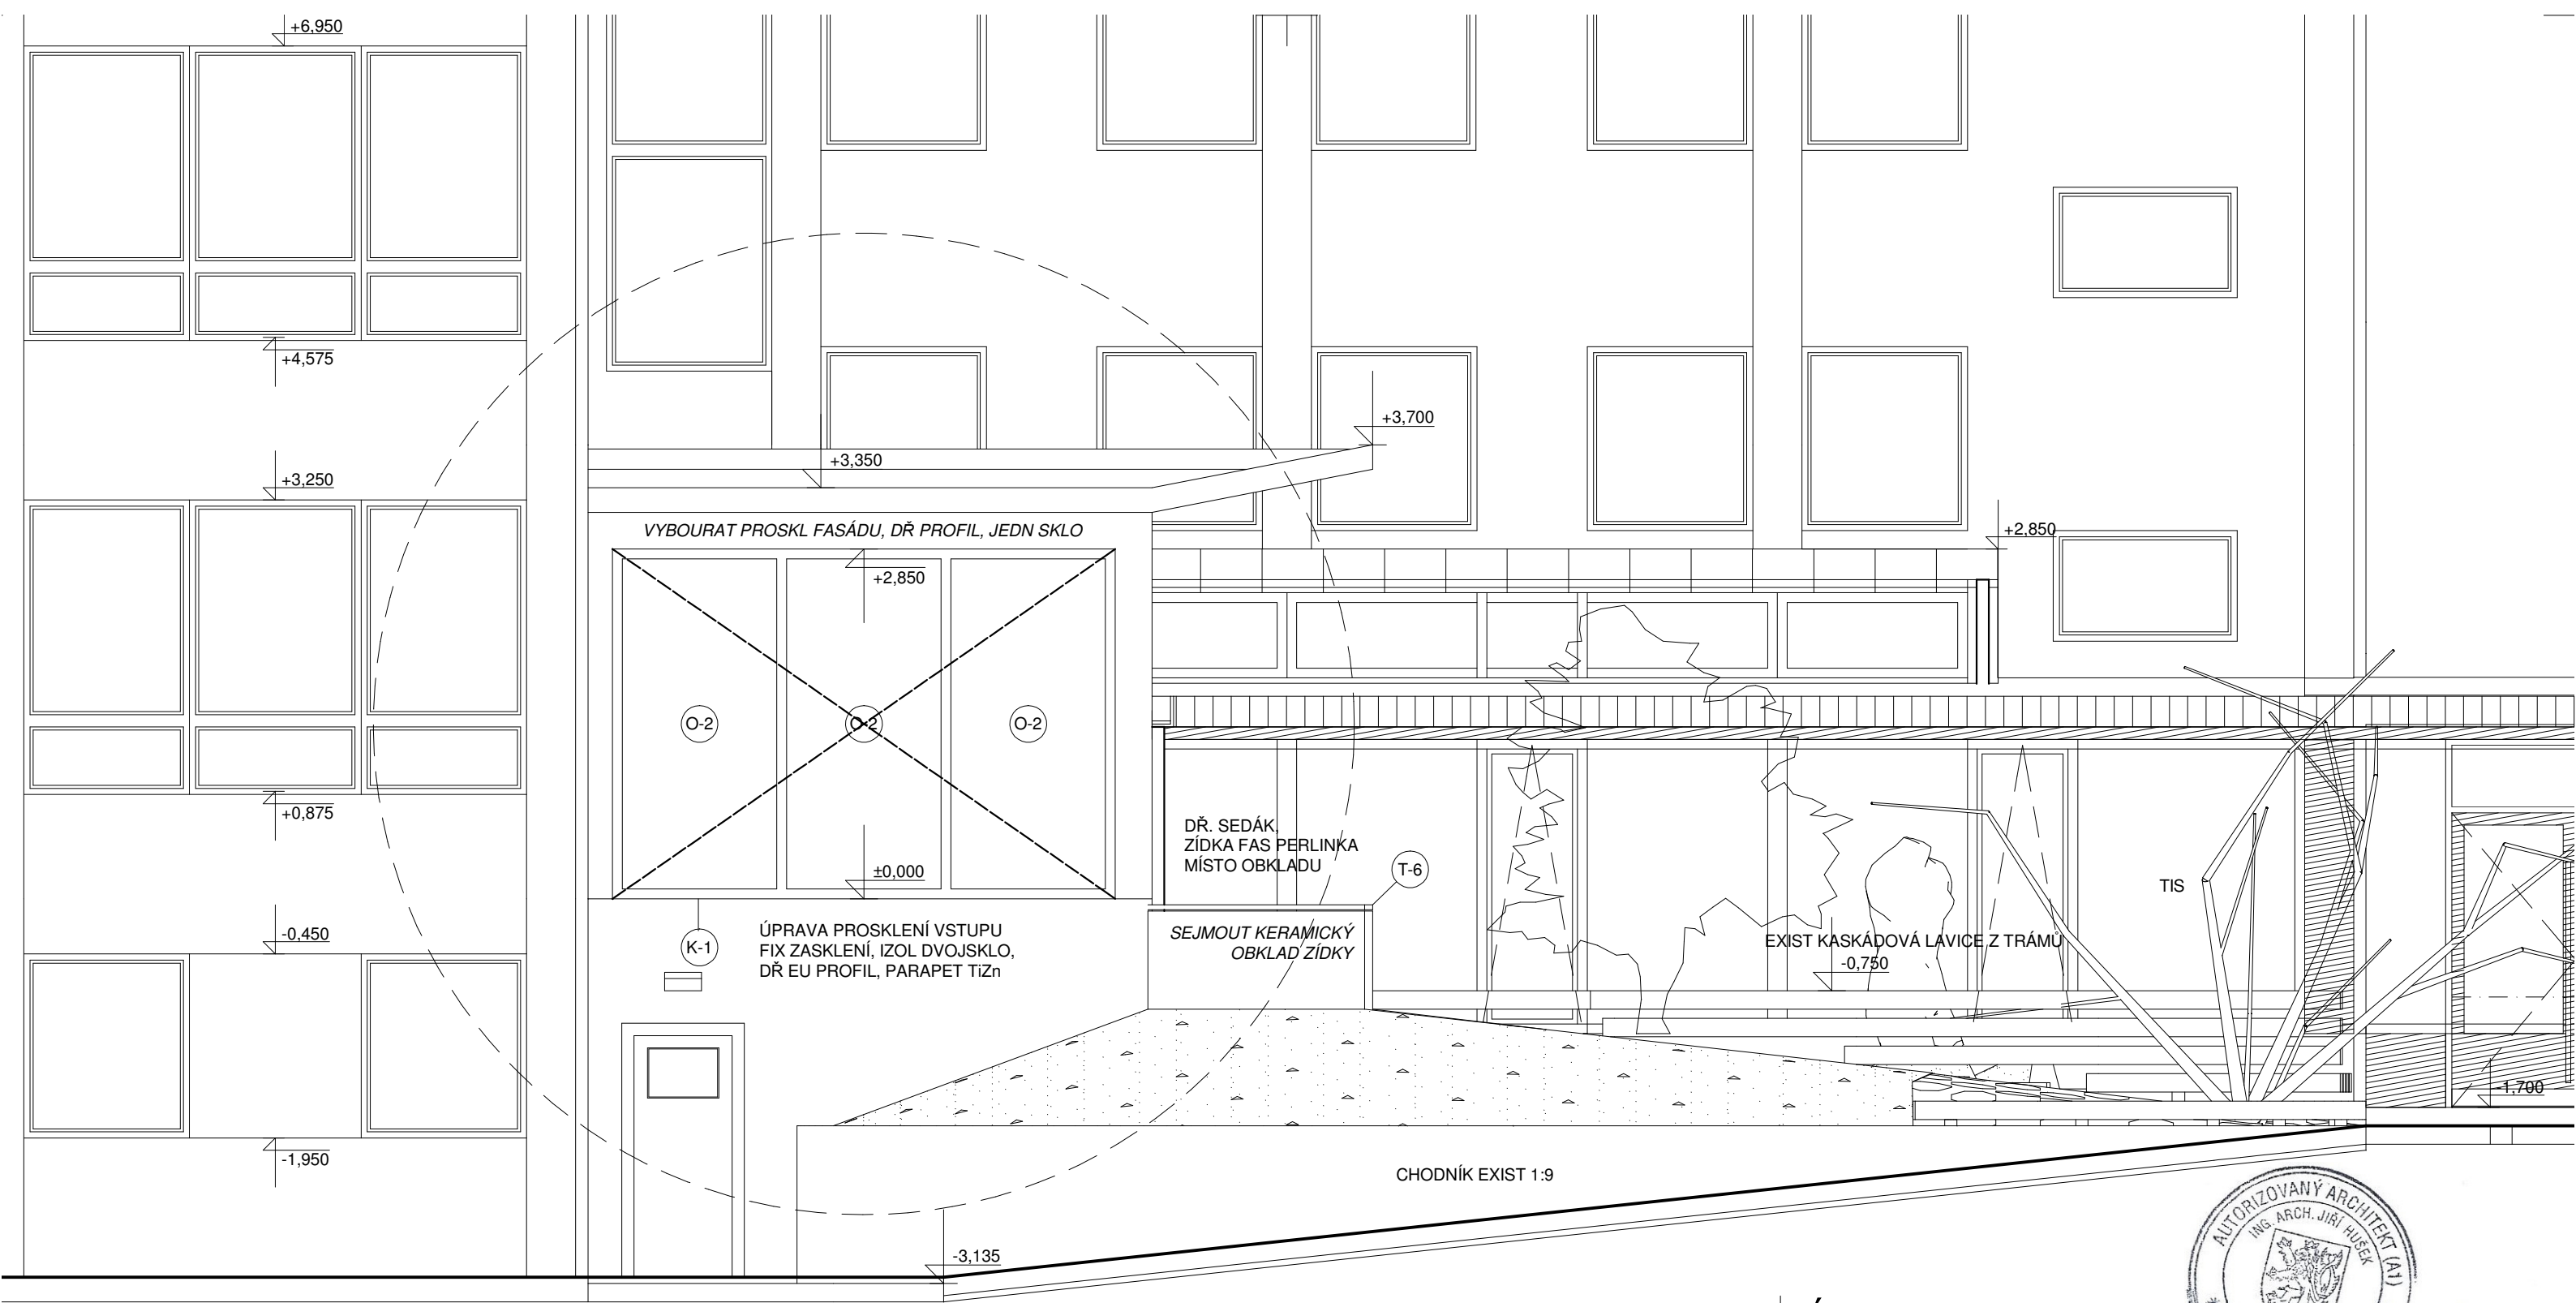 +6,950
+4,575
+3,700
+3,350
+3,250
VYBOURAT PROSKL FASÁDU, DŘ PROFIL, JEDN SKLO
+2,850
+2,850
O-2
O-2
O-2
+0,875
DŘ. SEDÁK,
ZÍDKA FAS PERLINKA
MÍSTO OBKLADU
T-6
±0,000
TIS
-0,450
K-1
ÚPRAVA PROSKLENÍ VSTUPU
FIX ZASKLENÍ, IZOL DVOJSKLO,
DŘ EU PROFIL, PARAPET TiZn
SEJMOUT KERAMICKÝ
OBKLAD ZÍDKY
EXIST KASKÁDOVÁ LAVICE Z TRÁMŮ
-0,750
-1,700
-1,950
CHODNÍK EXIST 1:9
-3,135
AUTORIZOVANÝ ARCHITEKT (A1)
ING. ARCH. JIŘÍ HUŠEK